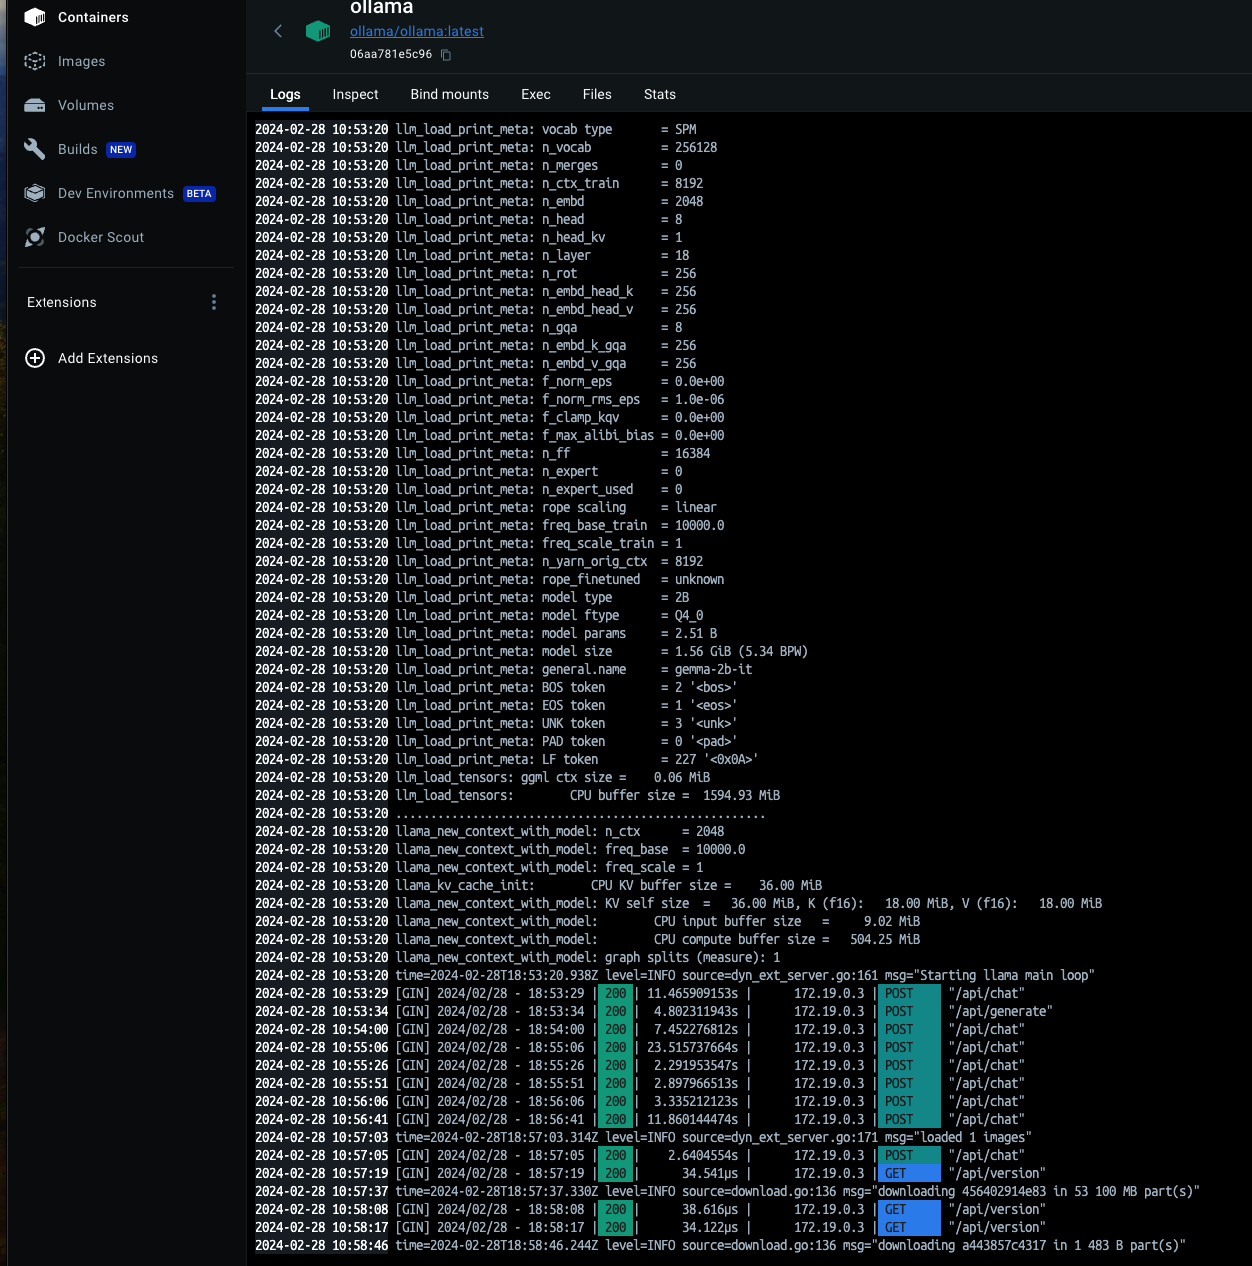 Containers
Images
Volumes
Builds NEW
Dev Environments BETA
Docker Scout
Extensions
Add Extensions
ollama
ollama/ollama:latest
06aa781e5c96
Logs Inspect Bind mounts Exec Files Stats
2024-02-28 10:53:20 llm_load_print_meta: vocab type = SPM
2024-02-28 10:53:20 llm_load_print_meta: n_vocab = 256128
2024-02-28 10:53:20 llm_load_print_meta: n_merges = 0
2024-02-28 10:53:20 llm_load_print_meta: n_ctx_train = 8192
2024-02-28 10:53:20 llm_load_print_meta: n_embd = 2048
2024-02-28 10:53:20 llm_load_print_meta: n_head = 8
2024-02-28 10:53:20 llm_load_print_meta: n_head_kv = 1
2024-02-28 10:53:20 llm_load_print_meta: n_layer = 18
2024-02-28 10:53:20 llm_load_print_meta: n_rot = 256
2024-02-28 10:53:20 llm_load_print_meta: n_embd_head_k = 256
2024-02-28 10:53:20 llm_load_print_meta: n_embd_head_v = 256
2024-02-28 10:53:20 llm_load_print_meta: n_gqa = 8
2024-02-28 10:53:20 llm_load_print_meta: n_embd_k_gqa = 256
2024-02-28 10:53:20 llm_load_print_meta: n_embd_v_gqa = 256
2024-02-28 10:53:20 llm_load_print_meta: f_norm_eps = 0.0e+00
2024-02-28 10:53:20 llm_load_print_meta: f_norm_rms_eps = 1.0e-06
2024-02-28 10:53:20 llm_load_print_meta: f_clamp_kqv = 0.0e+00
2024-02-28 10:53:20 llm_load_print_meta: f_max_alibi_bias = 0.0e+00
2024-02-28 10:53:20 llm_load_print_meta: n_ff = 16384
2024-02-28 10:53:20 llm_load_print_meta: n_expert = 0
2024-02-28 10:53:20 llm_load_print_meta: n_expert_used = 0
2024-02-28 10:53:20 llm_load_print_meta: rope scaling = linear
2024-02-28 10:53:20 llm_load_print_meta: freq_base_train = 10000.0
2024-02-28 10:53:20 llm_load_print_meta: freq_scale_train = 1
2024-02-28 10:53:20 llm_load_print_meta: n_yarn_orig_ctx = 8192
2024-02-28 10:53:20 llm_load_print_meta: rope_finetuned = unknown
2024-02-28 10:53:20 llm_load_print_meta: model type = 2B
2024-02-28 10:53:20 llm_load_print_meta: model ftype = Q4_0
2024-02-28 10:53:20 llm_load_print_meta: model params = 2.51 B
2024-02-28 10:53:20 llm_load_print_meta: model size = 1.56 GiB (5.34 BPW)
2024-02-28 10:53:20 llm_load_print_meta: general.name = gemma-2b-it
2024-02-28 10:53:20 llm_load_print_meta: BOS token = 2 '<bos>'
2024-02-28 10:53:20 llm_load_print_meta: EOS token = 1 '<eos>'
2024-02-28 10:53:20 llm_load_print_meta: UNK token = 3 '<unk>'
2024-02-28 10:53:20 llm_load_print_meta: PAD token = 0 '<pad>'
2024-02-28 10:53:20 llm_load_print_meta: LF token = 227 '<0x0A>'
2024-02-28 10:53:20 llm_load_tensors: ggml ctx size = 0.06 MiB
2024-02-28 10:53:20 llm_load_tensors: CPU buffer size = 1594.93 MiB
2024-02-28 10:53:20 .....................................................
2024-02-28 10:53:20 llama_new_context_with_model: n_ctx = 2048
2024-02-28 10:53:20 llama_new_context_with_model: freq_base = 10000.0
2024-02-28 10:53:20 llama_new_context_with_model: freq_scale = 1
2024-02-28 10:53:20 llama_kv_cache_init: CPU KV buffer size = 36.00 MiB
2024-02-28 10:53:20 llama_new_context_with_model: KV self size = 36.00 MiB, K (f16): 18.00 MiB, V (f16): 18.00 MiB
2024-02-28 10:53:20 llama_new_context_with_model: CPU input buffer size = 9.02 MiB
2024-02-28 10:53:20 llama_new_context_with_model: CPU compute buffer size = 504.25 MiB
2024-02-28 10:53:20 llama_new_context_with_model: graph splits (measure): 1
2024-02-28 10:53:20 time=2024-02-28T18:53:20.938Z level=INFO source=dyn_ext_server.go:161 msg="Starting llama main loop"
2024-02-28 10:53:29 [GIN] 2024/02/28 - 18:53:29 | 200 | 11.465909153s | 172.19.0.3 | POST "/api/chat"
2024-02-28 10:53:34 [GIN] 2024/02/28 - 18:53:34 | 200 | 4.802311943s | 172.19.0.3 | POST "/api/generate"
2024-02-28 10:54:00 [GIN] 2024/02/28 - 18:54:00 | 200 | 7.452276812s | 172.19.0.3 | POST "/api/chat"
2024-02-28 10:55:06 [GIN] 2024/02/28 - 18:55:06 | 200 | 23.515737664s | 172.19.0.3 | POST "/api/chat"
2024-02-28 10:55:26 [GIN] 2024/02/28 - 18:55:26 | 200 | 2.291953547s | 172.19.0.3 | POST "/api/chat"
2024-02-28 10:55:51 [GIN] 2024/02/28 - 18:55:51 | 200 | 2.897966513s | 172.19.0.3 | POST "/api/chat"
2024-02-28 10:56:06 [GIN] 2024/02/28 - 18:56:06 | 200 | 3.335212123s | 172.19.0.3 | POST "/api/chat"
2024-02-28 10:56:41 [GIN] 2024/02/28 - 18:56:41 | 200 | 11.860144474s | 172.19.0.3 | POST "/api/chat"
2024-02-28 10:57:03 time=2024-02-28T18:57:03.314Z level=INFO source=dyn_ext_server.go:171 msg="loaded 1 images"
2024-02-28 10:57:05 [GIN] 2024/02/28 - 18:57:05 | 200 | 2.6404554s | 172.19.0.3 | POST "/api/chat"
2024-02-28 10:57:19 [GIN] 2024/02/28 - 18:57:19 | 200 | 34.541µs | 172.19.0.3 | GET "/api/version"
2024-02-28 10:57:37 time=2024-02-28T18:57:37.330Z level=INFO source=download.go:136 msg="downloading 456402914e83 in 53 100 MB part(s)"
2024-02-28 10:58:08 [GIN] 2024/02/28 - 18:58:08 | 200 | 38.616µs | 172.19.0.3 | GET "/api/version"
2024-02-28 10:58:17 [GIN] 2024/02/28 - 18:58:17 | 200 | 34.122µs | 172.19.0.3 | GET "/api/version"
2024-02-28 10:58:46 time=2024-02-28T18:58:46.244Z level=INFO source=download.go:136 msg="downloading a443857c4317 in 1 483 B part(s)"